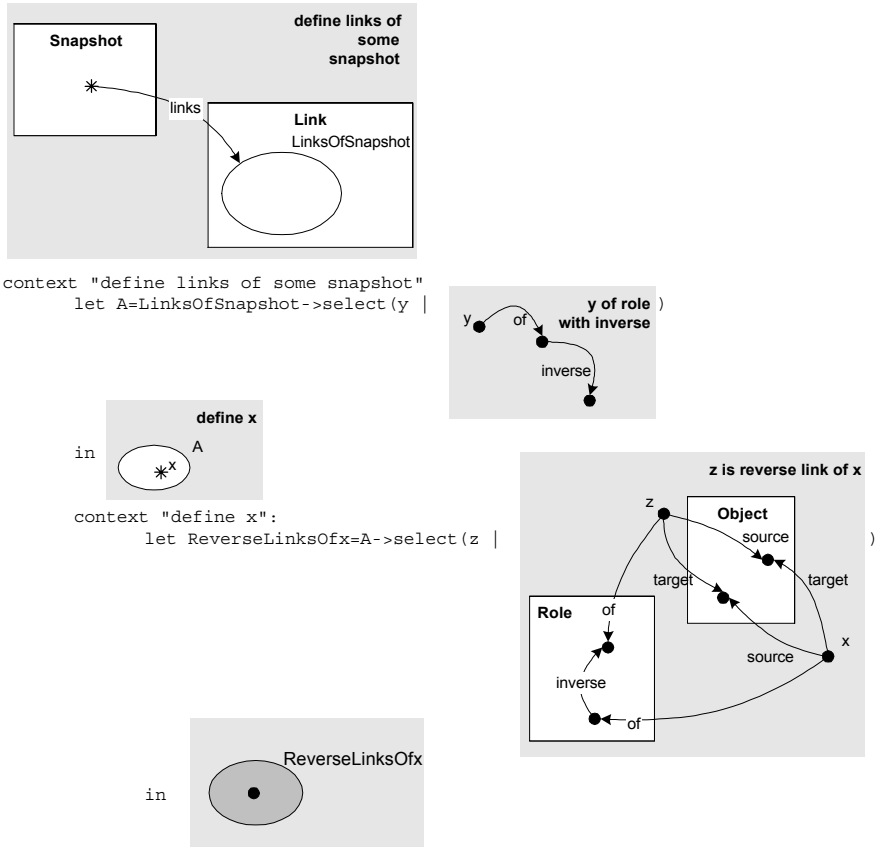 define links of
some
snapshot
Snapshot
links
Link
LinksOfSnapshot
context "define links of some snapshot"
let A=LinksOfSnapshot->select(y | )
y of role
with inverse
y
of
inverse
define x
in
A
x
context "define x":
let ReverseLinksOfx=A->select(z | )
z is reverse link of x
z
Object
source
target
target
Role
of
x
source
inverse
of
ReverseLinksOfx
in